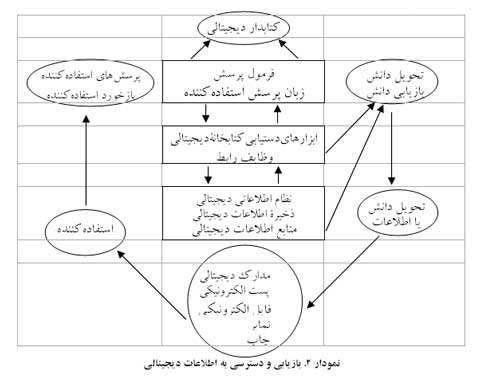 کتابدار دیجیتالی
پرسش‌های استفاده‌کننده
بازخورد استفاده‌کننده
فرمول پرسش
زبان پرسش استفاده‌کننده
تحویل دانش
بازیابی دانش
ابزارهای دستیابی کتابخانهٔ دیجیتالی
وظایف رابط
نظام اطلاعاتی دیجیتالی
ذخیرهٔ اطلاعات دیجیتالی
منابع اطلاعات دیجیتالی
تحویل دانش
یا اطلاعات
استفاده‌کننده
مدارک دیجیتالی
پست الکترونیکی
فایل الکترونیکی
نمابر
چاپ
نمودار ۲. بازیابی و دسترسی به اطلاعات دیجیتالی